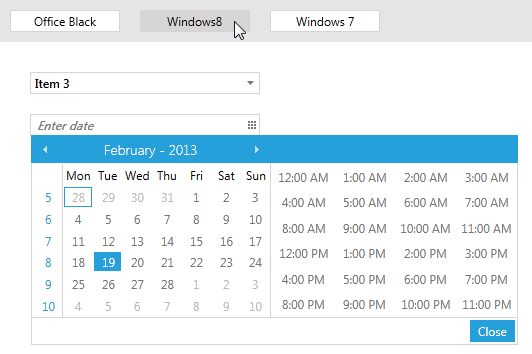 Office Black Windows8 Windows 7
Item 3
Enter date
February - 2013
Mon Tue Wed Thu Fri Sat Sun
5 28 29 30 31 1 2 3
6 4 5 6 7 8 9 10
7 11 12 13 14 15 16 17
8 18 19 20 21 22 23 24
9 25 26 27 28 1 2 3
10 4 5 6 7 8 9 10
12:00 AM 1:00 AM 2:00 AM 3:00 AM
4:00 AM 5:00 AM 6:00 AM 7:00 AM
8:00 AM 9:00 AM 10:00 AM 11:00 AM
12:00 PM 1:00 PM 2:00 PM 3:00 PM
4:00 PM 5:00 PM 6:00 PM 7:00 PM
8:00 PM 9:00 PM 10:00 PM 11:00 PM
Close